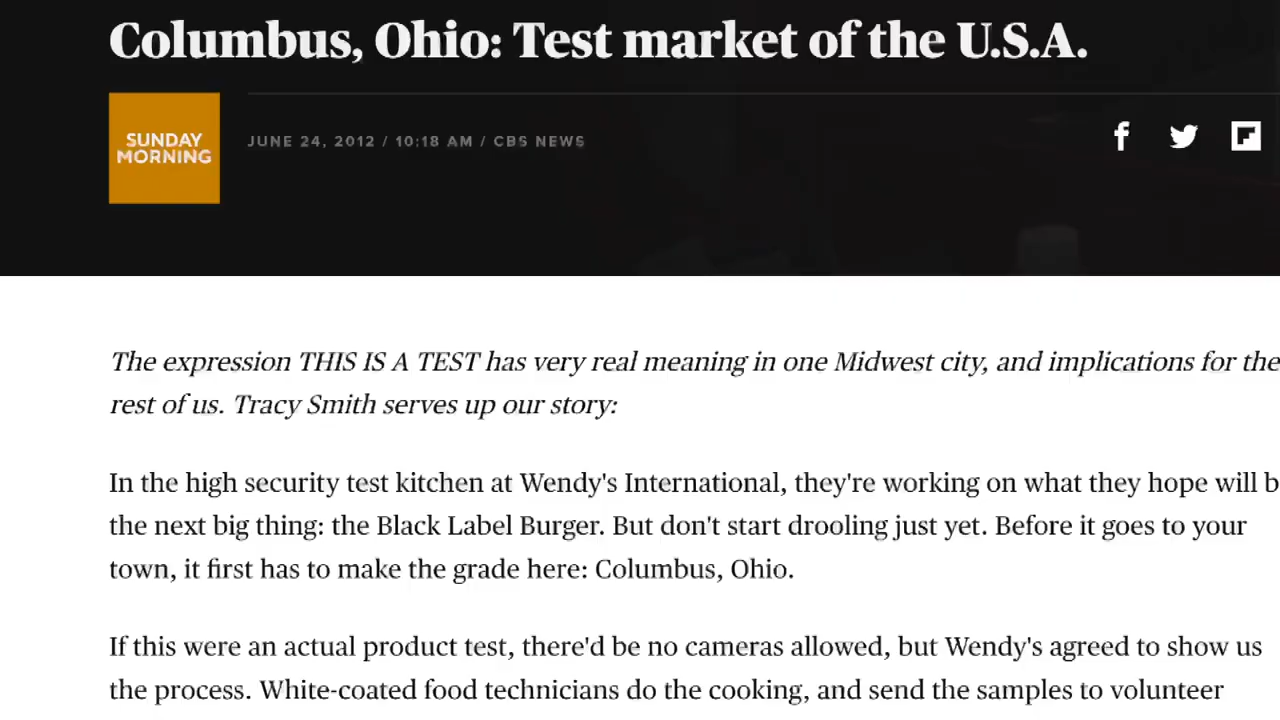 Columbus, Ohio: Test market of the U.S.A.
SUNDAY
MORNING
JUNE 24, 2012 / 10:18 AM / CBS NEWS
The expression THIS IS A TEST has very real meaning in one Midwest city, and implications for the
rest of us. Tracy Smith serves up our story:
In the high security test kitchen at Wendy's International, they're working on what they hope will b
the next big thing: the Black Label Burger. But don't start drooling just yet. Before it goes to your
town, it first has to make the grade here: Columbus, Ohio.
If this were an actual product test, there'd be no cameras allowed, but Wendy's agreed to show us
the process. White-coated food technicians do the cooking, and send the samples to volunteer